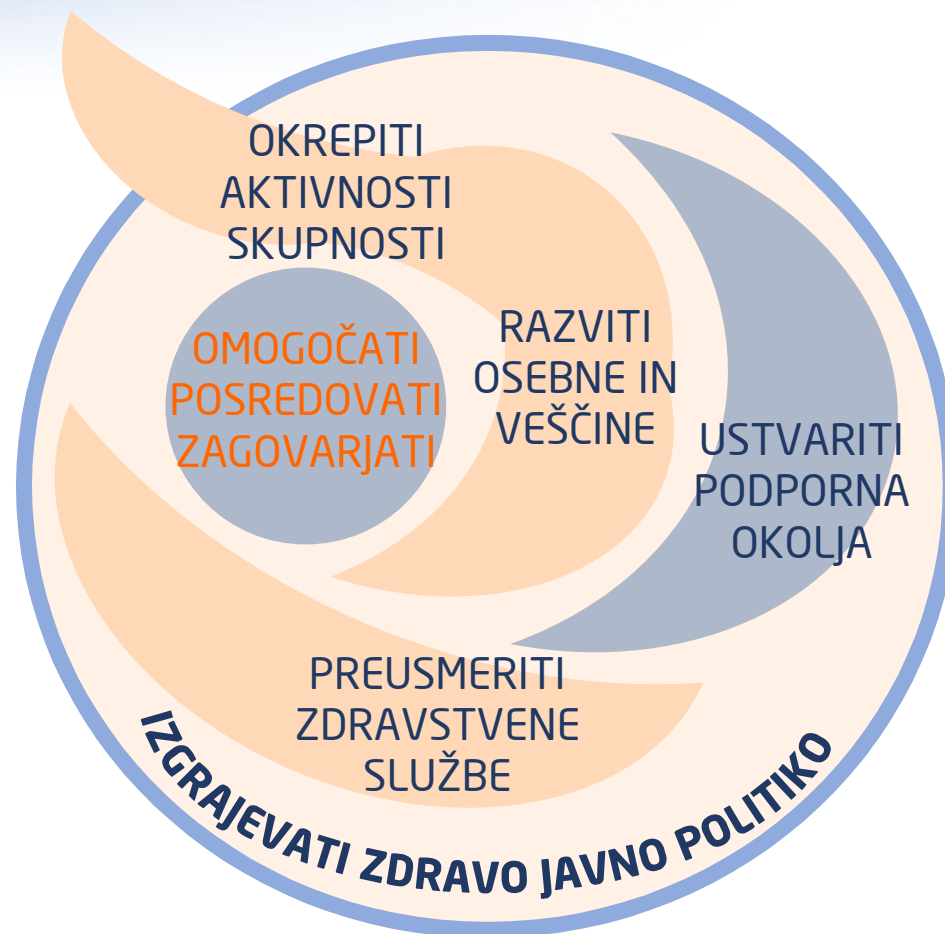 OKREPITI
AKTIVNOSTI
SKUPNOSTI
OMOGOČATI
POSREDOVATI
ZAGOVARJATI
RAZVITI
OSEBNE IN
VEŠČINE
USTVARITI
PODPORNA
OKOLJA
PREUSMERITI
ZDRAVSTVENE
SLUŽBE
IZGRAJEVATI ZDRAVO JAVNO POLITIKO